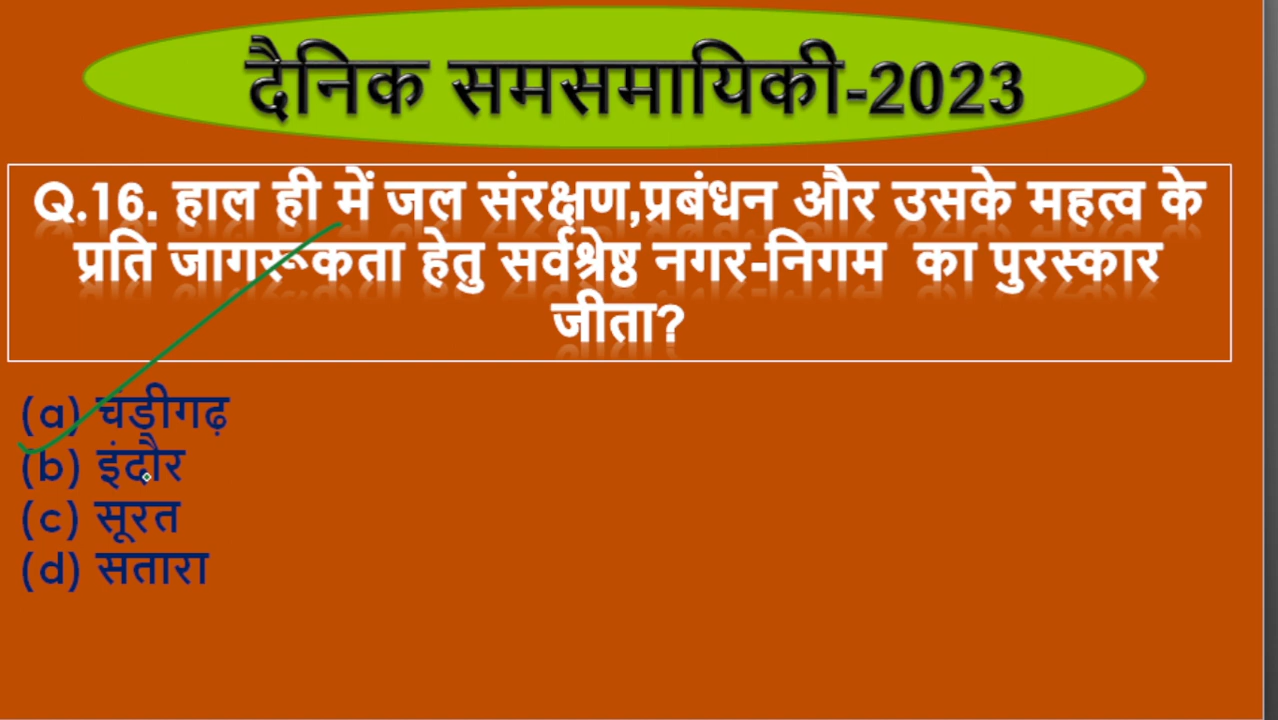 दैनिक समसमायिकी-2023
Q.16. हाल ही में जल संरक्षण,प्रबंधन और उसके महत्व के
प्रति जागरूकता हेतु सर्वश्रेष्ठ नगर-निगम का पुरस्कार
जीता?
(a) चंडीगढ़
(b) इंदौर
(c) सूरत
(d) सतारा